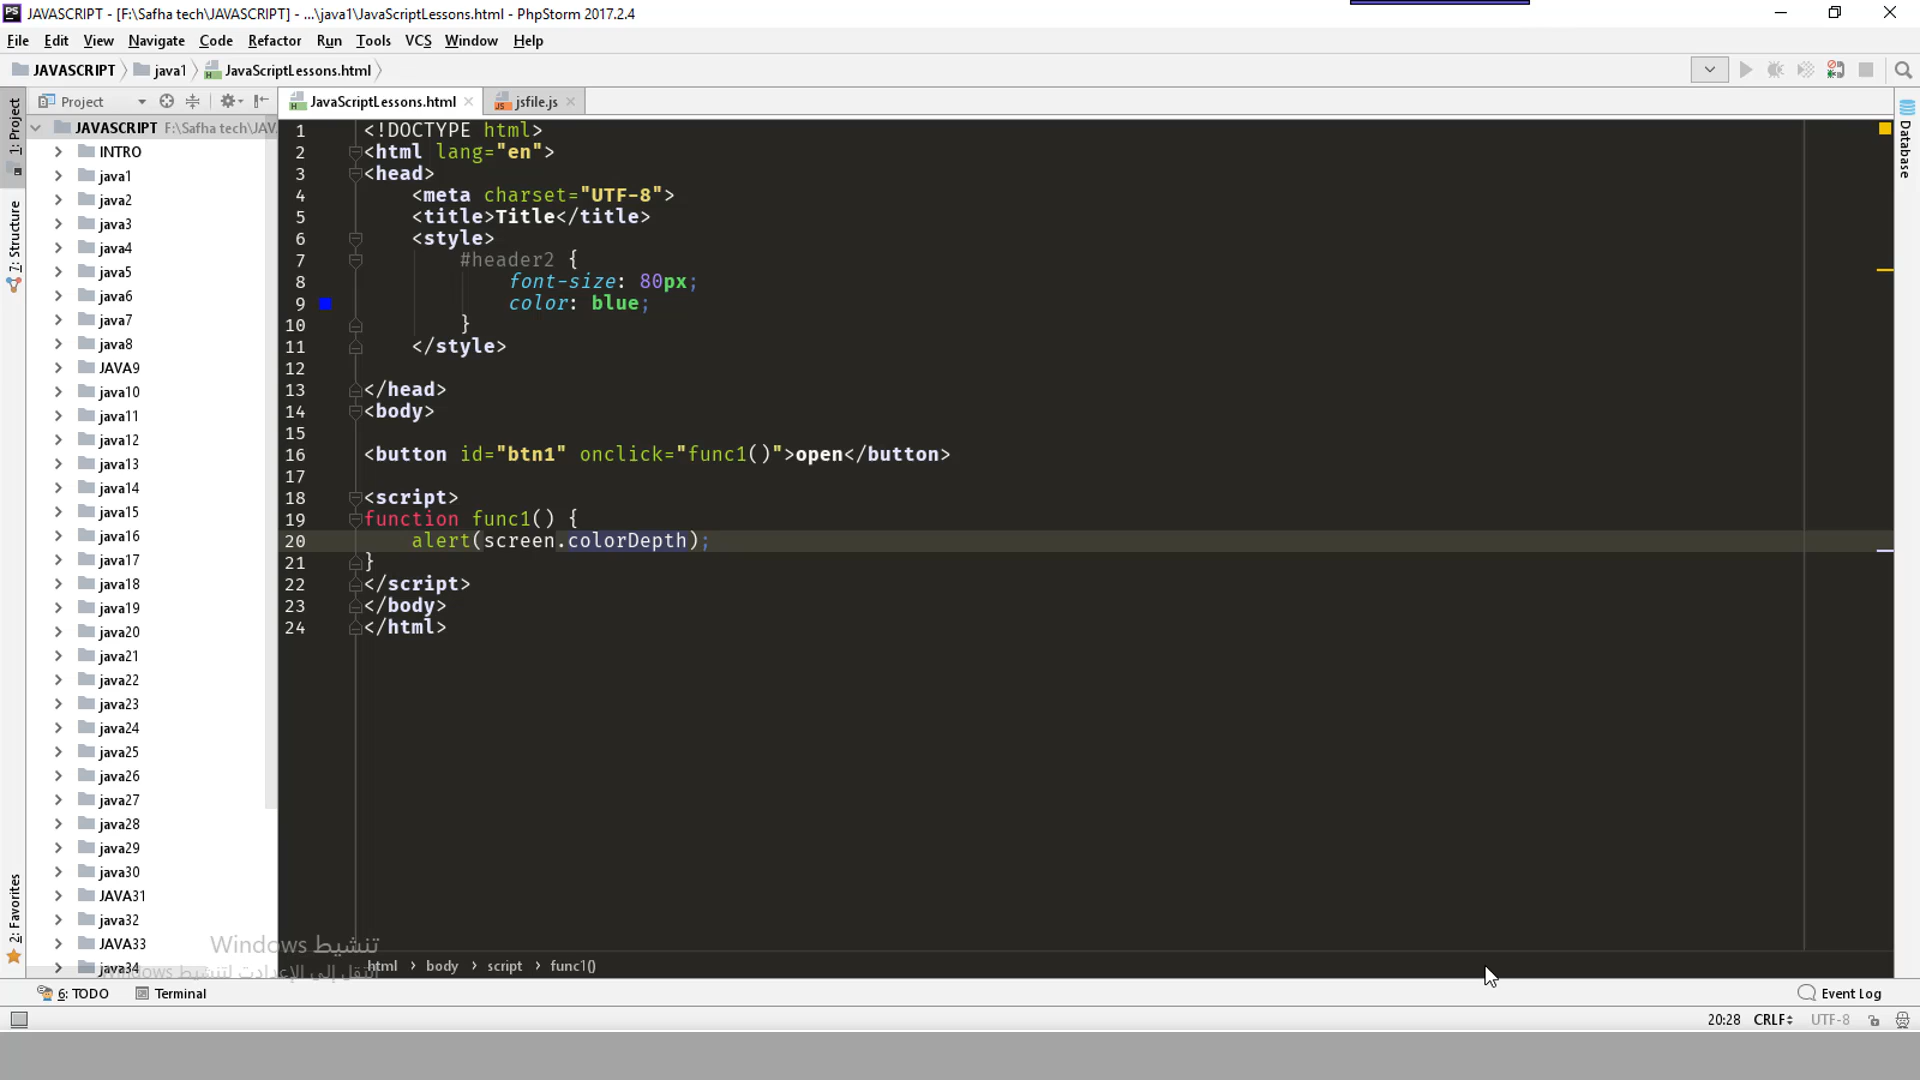 JAVASCRIPT - [F:\Safha tech\JAVASCRIPT] - ...\java1\JavaScriptLessons.html - PhpStorm 2017.2.4
File Edit View Navigate Code Refactor Run Tools VCS Window Help
JAVASCRIPT java1 JavaScriptLessons.html
Project
JavaScriptLessons.html jsfile.js
1: Project
7: Structure
2: Favorites
Database
JAVASCRIPT F:\Safha tech\JAV
INTRO
java1
java2
java3
java4
java5
java6
java7
java8
JAVA9
java10
java11
java12
java13
java14
java15
java16
java17
java18
java19
java20
java21
java22
java23
java24
java25
java26
java27
java28
java29
java30
JAVA31
java32
JAVA33
java34
1 <!DOCTYPE html>
2 <html lang="en">
3 <head>
4 <meta charset="UTF-8">
5 <title>Title</title>
6 <style>
7 #header2 {
8 font-size: 80px;
9 color: blue;
10 }
11 </style>
12
13 </head>
14 <body>
15
16 <button id="btn1" onclick="func1()">open</button>
17
18 <script>
19 function func1() {
20 alert(screen.colorDepth);
21 }
22 </script>
23 </body>
24 </html>
تنشيط Windows
انتقل إلى الإعدادت لتنشيط Windows
html body script func1()
6: TODO Terminal Event Log
20:28 CRLF UTF-8